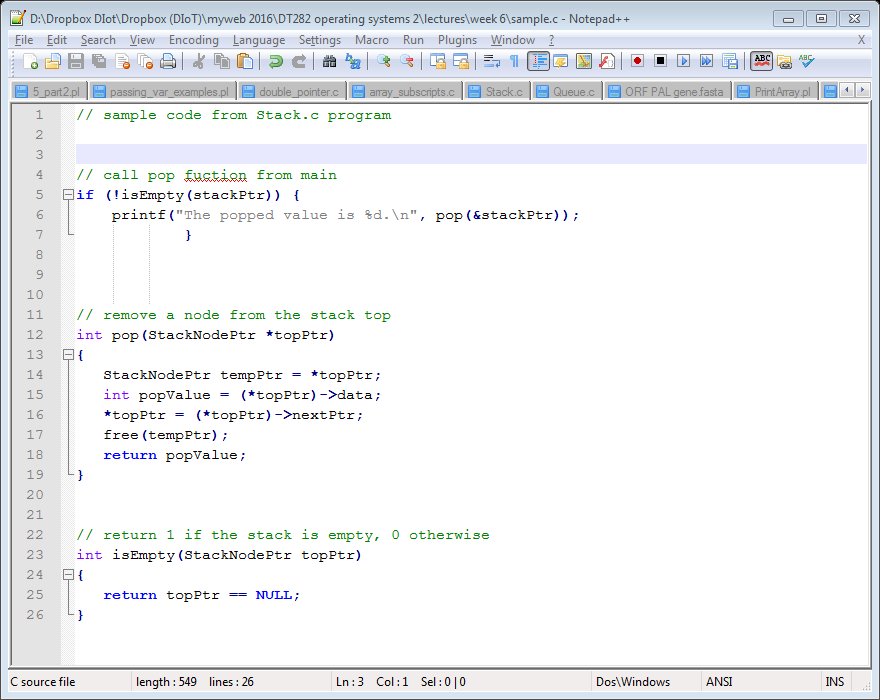 D:\Dropbox DIot\Dropbox (DIoT)\myweb 2016\DT282 operating systems 2\lectures\week 6\sample.c - Notepad++
File Edit Search View Encoding Language Settings Macro Run Plugins Window ? X
5_part2.pl passing_var_examples.pl double_pointer.c array_subscripts.c Stack.c Queue.c ORF PAL gene.fasta PrintArray.pl
1 // sample code from Stack.c program
2
3
4 // call pop fuction from main
5 if (!isEmpty(stackPtr)) {
6 printf("The popped value is %d.\n", pop(&stackPtr));
7 }
8
9
10
11 // remove a node from the stack top
12 int pop(StackNodePtr *topPtr)
13 {
14 StackNodePtr tempPtr = *topPtr;
15 int popValue = (*topPtr)->data;
16 *topPtr = (*topPtr)->nextPtr;
17 free(tempPtr);
18 return popValue;
19 }
20
21
22 // return 1 if the stack is empty, 0 otherwise
23 int isEmpty(StackNodePtr topPtr)
24 {
25 return topPtr == NULL;
26 }
C source file length : 549 lines : 26 Ln : 3 Col : 1 Sel : 0 | 0 Dos\Windows ANSI INS